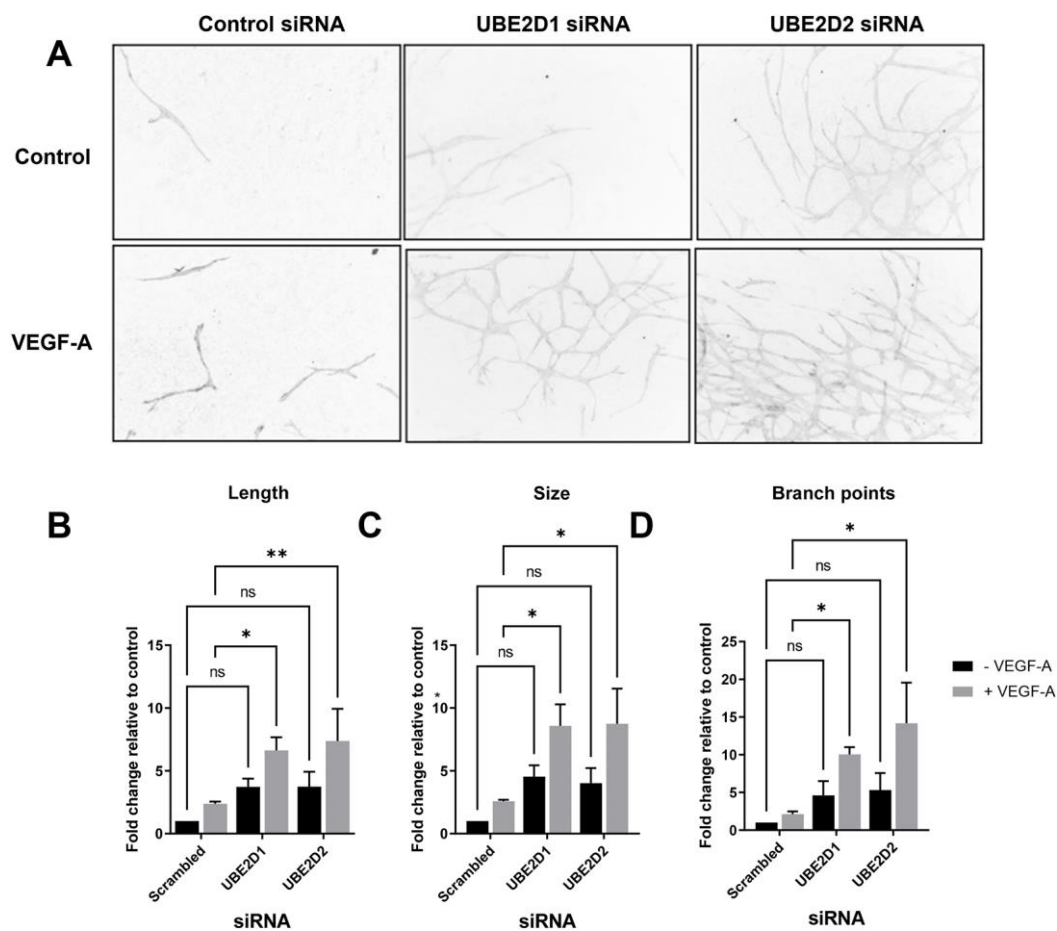 Control siRNA UBE2D1 siRNA UBE2D2 siRNA
A
Control
VEGF-A
B
Length
**
ns
*
ns
Fold change relative to control
15
10
5
0
Scrambled
UBE2D1
UBE2D2
siRNA
C
Size
*
ns
*
ns
Fold change relative to control
*
15
10
5
0
Scrambled
UBE2D1
UBE2D2
siRNA
D
Branch points
*
ns
*
ns
Fold change relative to control
25
20
15
10
5
0
Scrambled
UBE2D1
UBE2D2
siRNA
- VEGF-A
+ VEGF-A